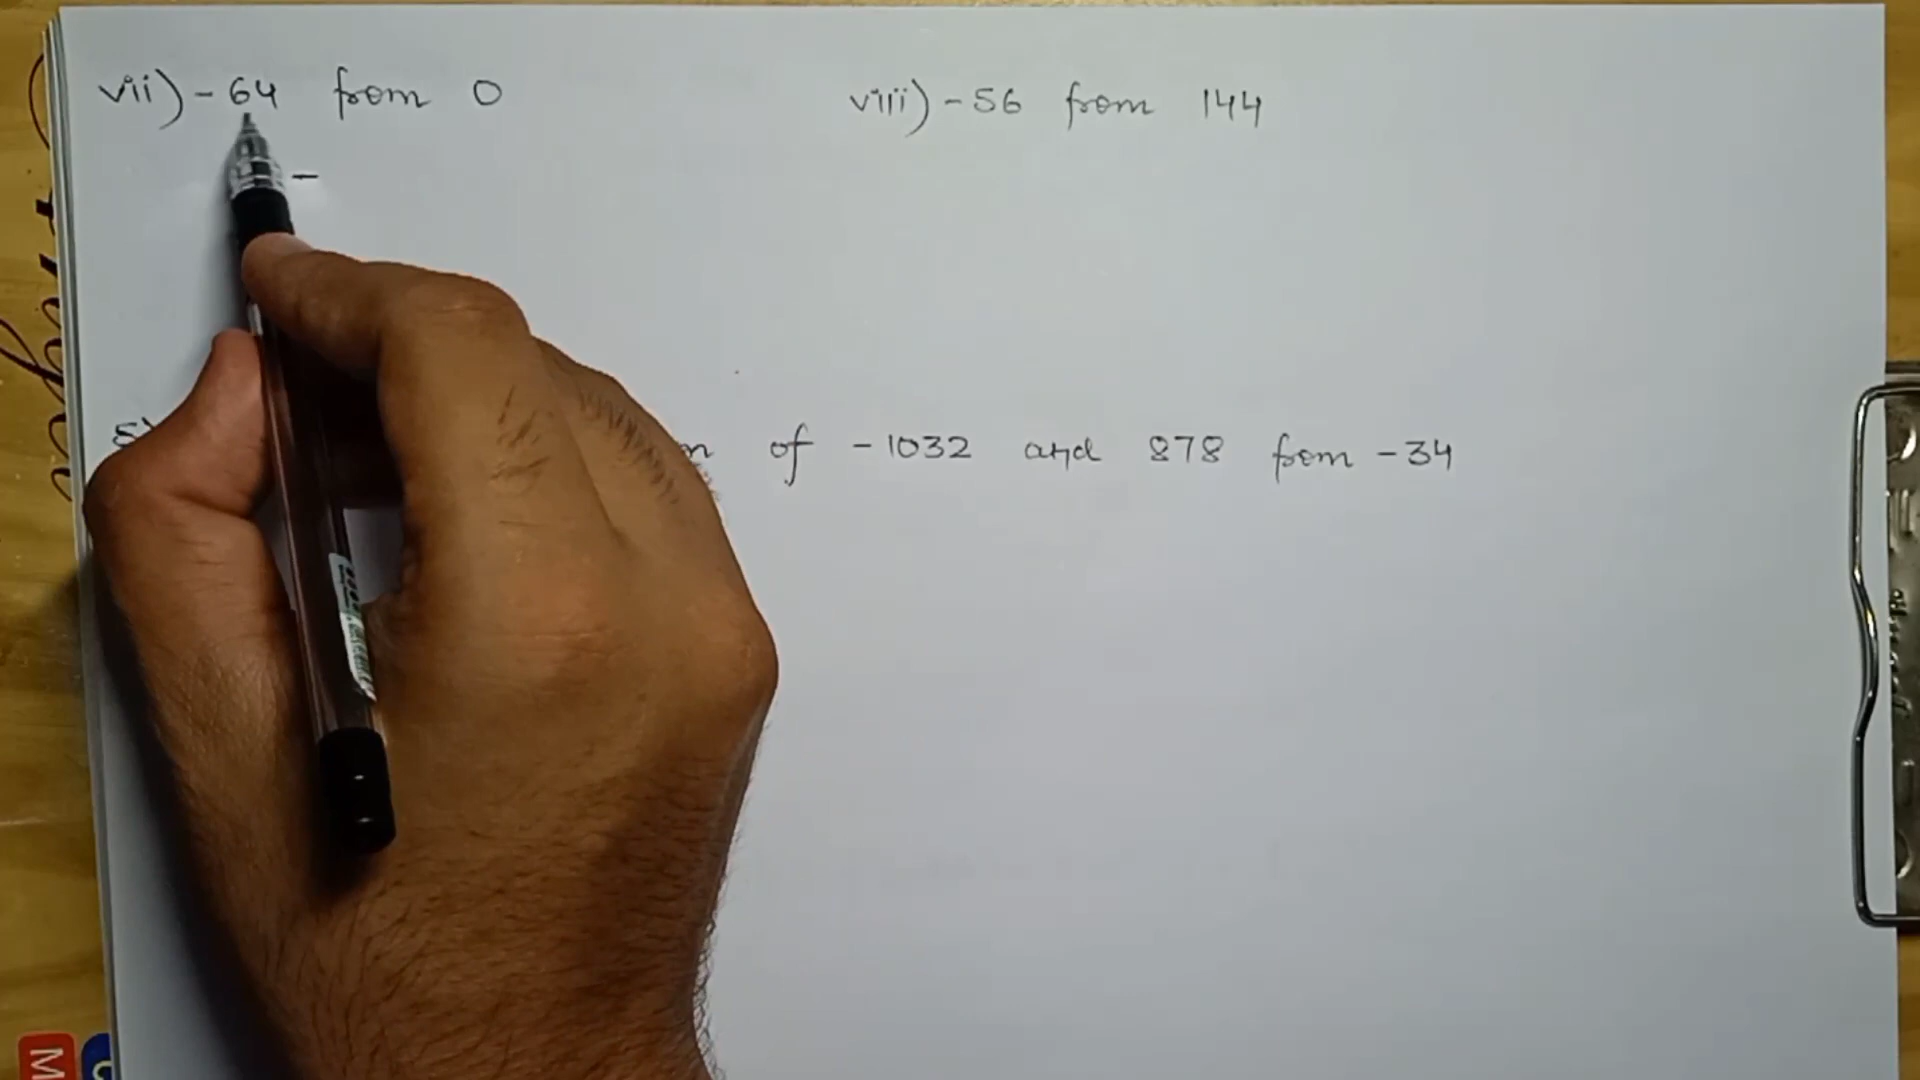 vii) -64 from 0
viii) -56 from 144
-
of -1032 and 878 from -34